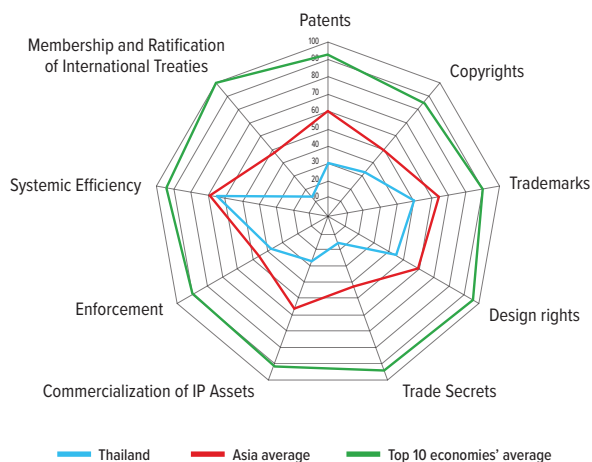 Patents
Membership and Ratification
of International Treaties
Copyrights
100
90
80
70
60
50
40
30
20
10
Systemic Efficiency
Trademarks
Enforcement
Design rights
Commercialization of IP Assets
Trade Secrets
Thailand
Asia average
Top 10 economies' average